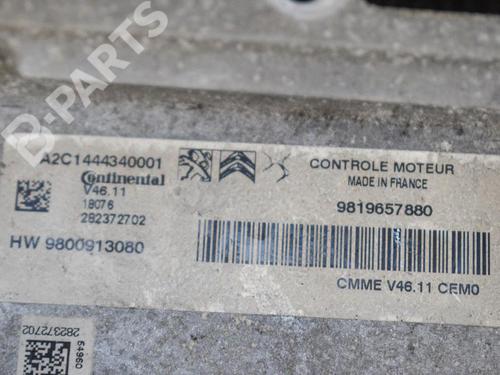 B-PARTS
A2C1444340001
Continental
V46.11
18076
282372702
HW 9800913080
CONTROLE MOTEUR
MADE IN FRANCE
9819657880
CMME V46.11 CEM0
54960
282372702